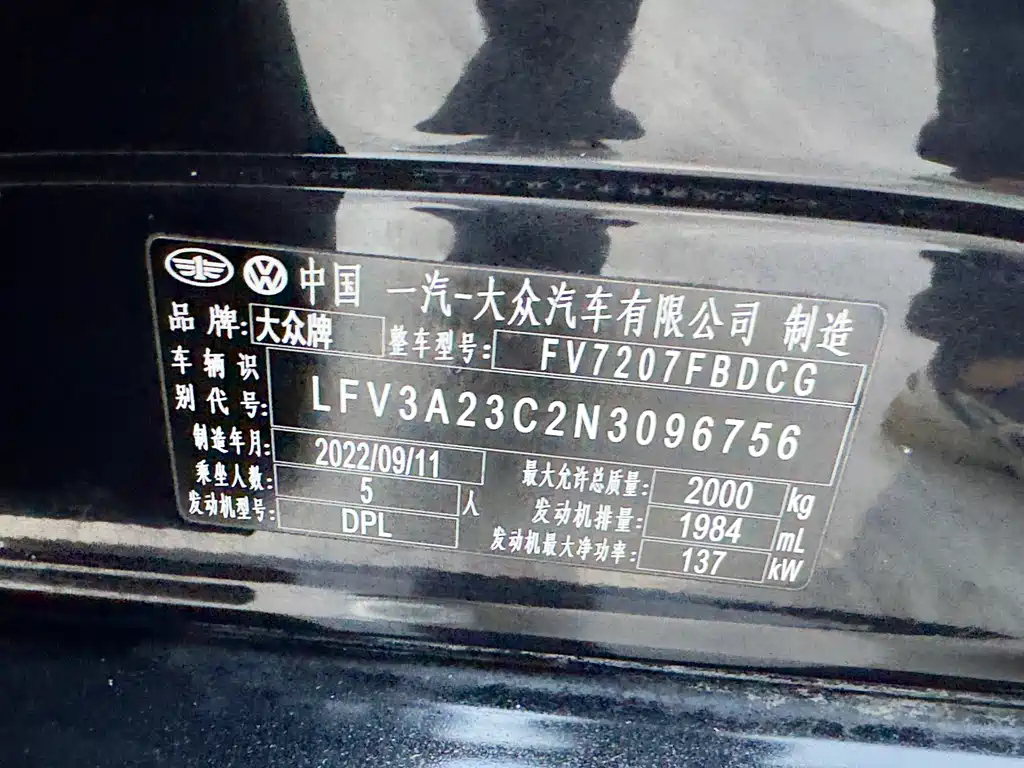 中国 一汽-大众汽车有限公司 制造
品牌: 大众牌 整车型号: FV7207FBDCG
车辆识别代号: LFV3A23C2N3096756
制造年月: 2022/09/11 最大允许总质量: 2000 kg
乘坐人数: 5 人 发动机排量: 1984 mL
发动机型号: DPL 发动机最大净功率: 137 kW